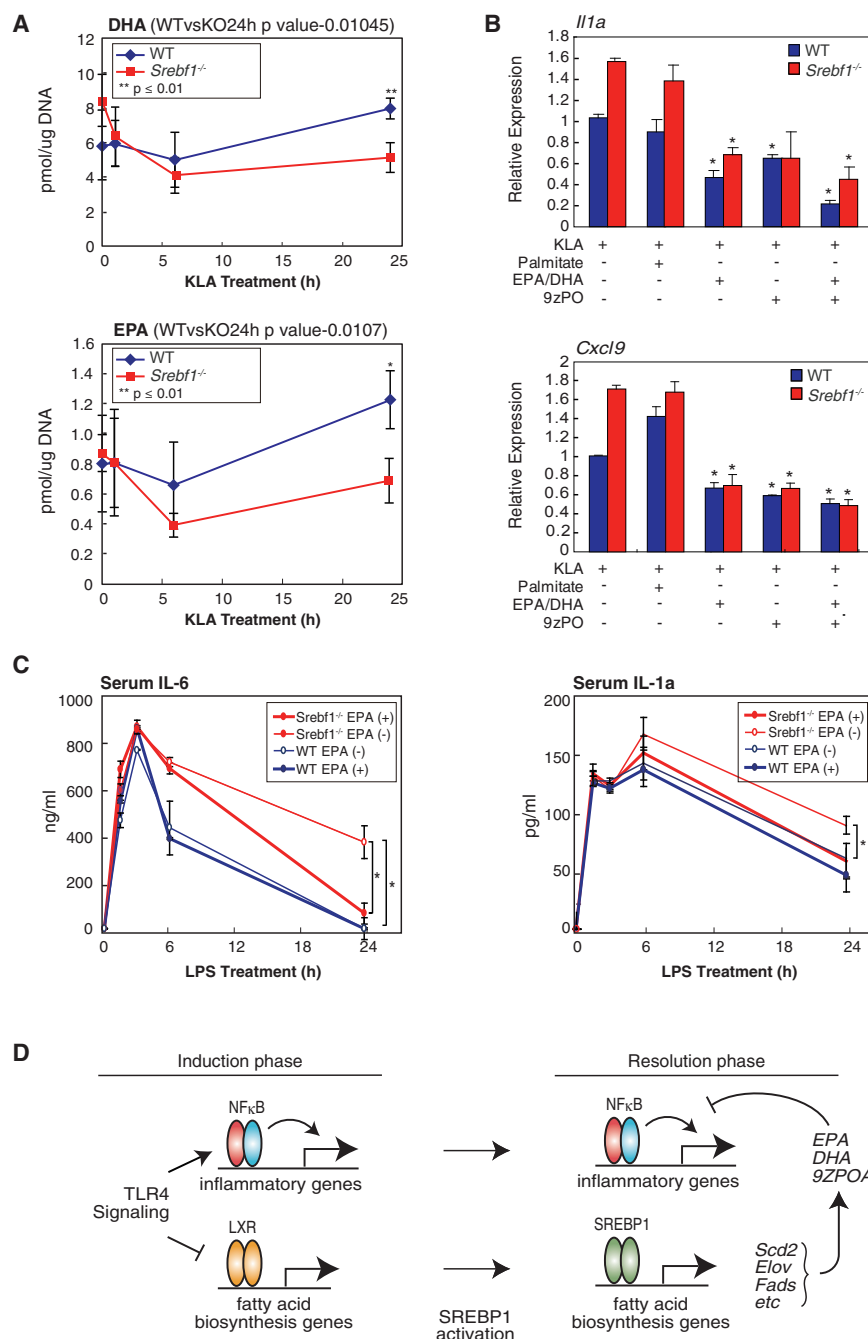 A
DHA (WTvsKO24h p value-0.01045)
WT
Srebf1-/-
** p ≤ 0.01
**
12
10
8
6
4
2
0
pmol/ug DNA
0 5 10 15 20 25
KLA Treatment (h)
EPA (WTvsKO24h p value-0.0107)
WT
Srebf1-/-
** p ≤ 0.01
*
1.8
1.6
1.4
1.2
1.0
0.8
0.6
0.4
0.2
0.0
pmol/ug DNA
0 5 10 15 20 25
KLA Treatment (h)
B
Il1a
WT
Srebf1-/-
1.8
1.6
1.4
1.2
1
0.8
0.6
0.4
0.2
0
Relative Expression
* * * * *
KLA + + + + +
Palmitate - + - - -
EPA/DHA - - + - +
9zPO - - - + +
Cxcl9
WT
Srebf1-/-
2
1.8
1.6
1.4
1.2
1
0.8
0.6
0.4
0.2
0
Relative Expression
* * * * * *
KLA + + + + +
Palmitate - + - - -
EPA/DHA - - + - +
9zPO - - - + +
C
Serum IL-6
Srebf1-/- EPA (+)
Srebf1-/- EPA (-)
WT EPA (-)
WT EPA (+)
1000
800
600
400
200
0
ng/ml
* *
0 6 12 18 24
LPS Treatment (h)
Serum IL-1a
Srebf1-/- EPA (+)
Srebf1-/- EPA (-)
WT EPA (-)
WT EPA (+)
200
150
100
50
0
pg/ml
*
0 6 12 18 24
LPS Treatment (h)
D
Induction phase
Resolution phase
NFκB
inflammatory genes
TLR4
Signaling
LXR
fatty acid
biosynthesis genes
SREBP1
activation
NFκB
inflammatory genes
SREBP1
fatty acid
biosynthesis genes
EPA
DHA
9ZPOA
Scd2
Elov
Fads
etc